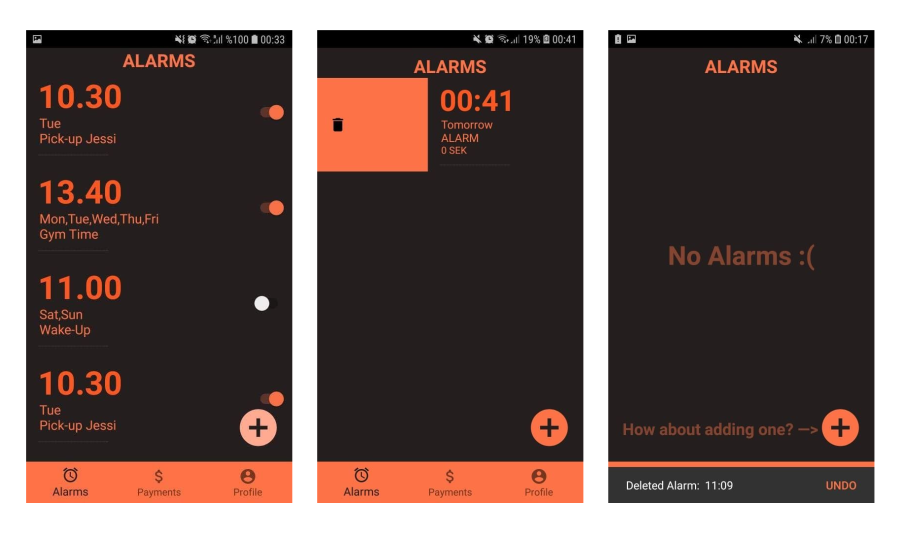 %100 00:33
ALARMS
10.30
Tue
Pick-up Jessi
13.40
Mon,Tue,Wed,Thu,Fri
Gym Time
11.00
Sat,Sun
Wake-Up
10.30
Tue
Pick-up Jessi
+
$
Alarms Payments Profile
19% 00:41
ALARMS
00:41
Tomorrow
ALARM
0 SEK
+
$
Alarms Payments Profile
7% 00:17
ALARMS
No Alarms :(
How about adding one? —> +
Deleted Alarm: 11:09 UNDO